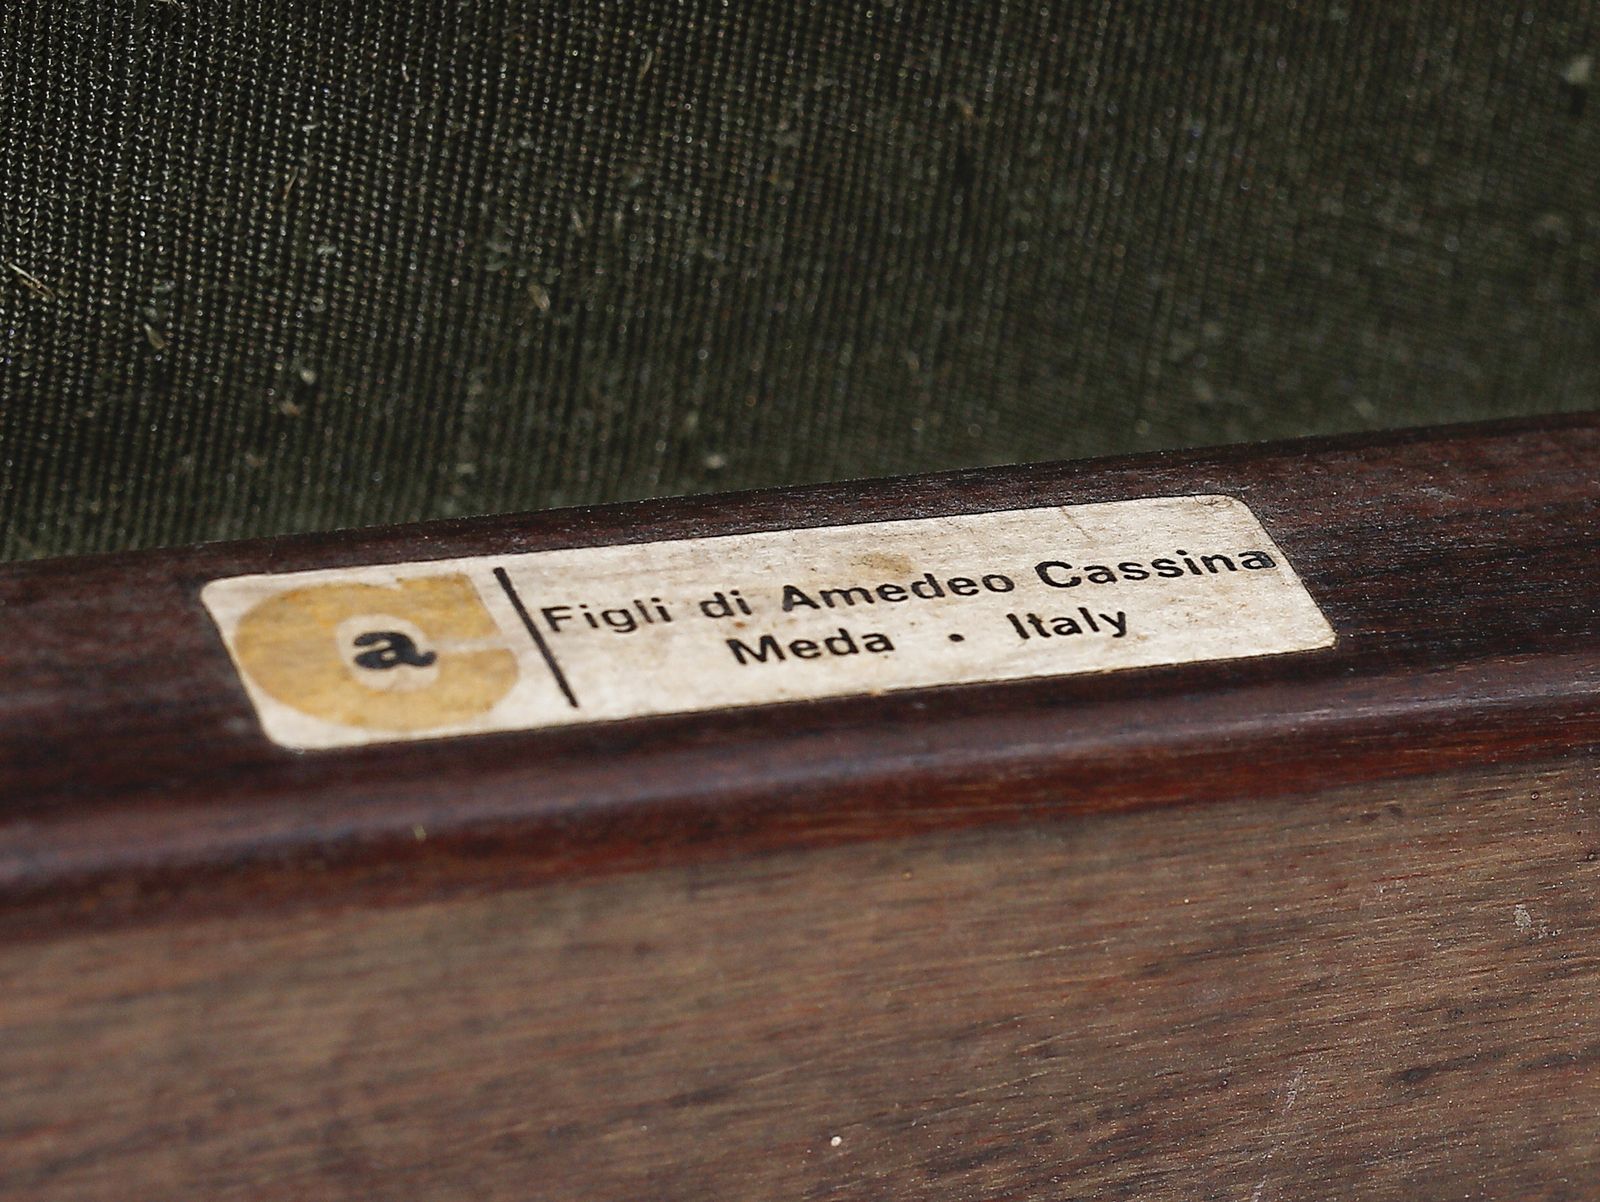 a
Figli di Amedeo Cassina
Meda • Italy